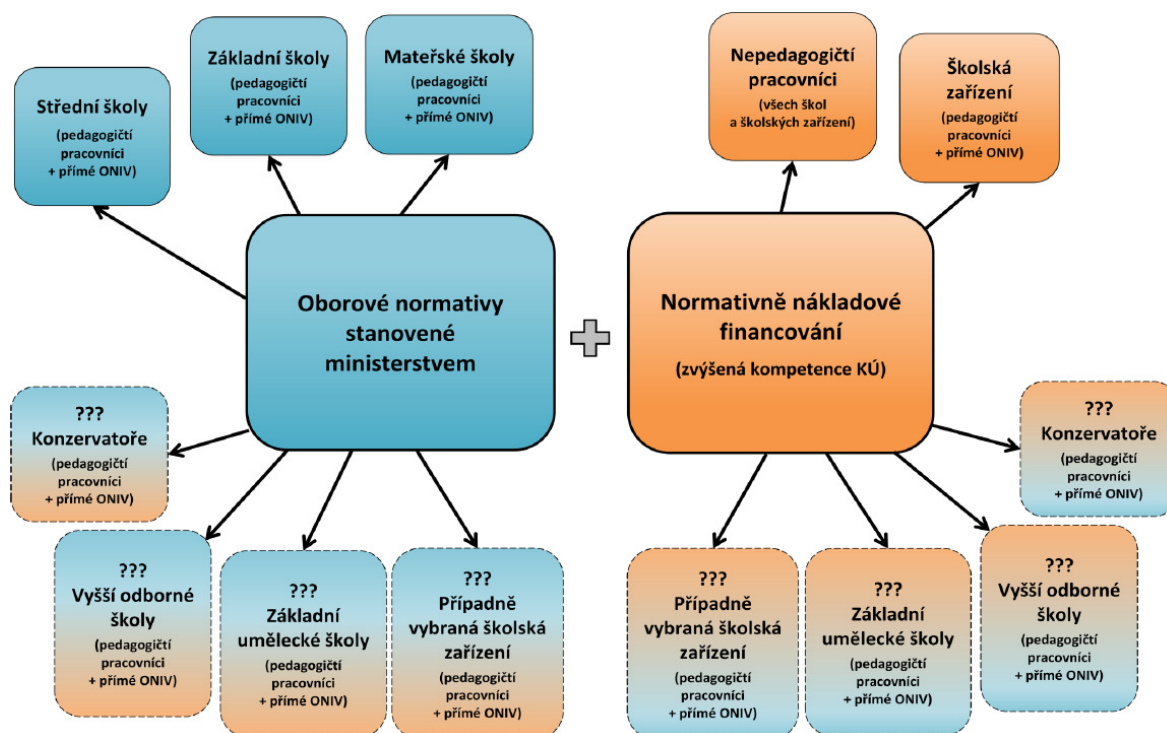 Střední školy
(pedagogičtí
pracovníci
+ přímé ONIV)
Základní školy
(pedagogičtí
pracovníci
+ přímé ONIV)
Mateřské školy
(pedagogičtí
pracovníci
+ přímé ONIV)
Nepedagogičtí
pracovníci
(všech škol
a školských zařízení)
Školská
zařízení
(pedagogičtí
pracovníci
+ přímé ONIV)
Oborové normativy
stanovené
ministerstvem
Normativně nákladové
financování
(zvýšená kompetence KÚ)
???
Konzervatoře
(pedagogičtí
pracovníci
+ přímé ONIV)
???
Vyšší odborné
školy
(pedagogičtí
pracovníci
+ přímé ONIV)
???
Základní
umělecké školy
(pedagogičtí
pracovníci
+ přímé ONIV)
???
Případně
vybraná školská
zařízení
(pedagogičtí
pracovníci
+ přímé ONIV)
???
Případně
vybraná školská
zařízení
(pedagogičtí
pracovníci
+ přímé ONIV)
???
Základní
umělecké školy
(pedagogičtí
pracovníci
+ přímé ONIV)
???
Vyšší odborné
školy
(pedagogičtí
pracovníci
+ přímé ONIV)
???
Konzervatoře
(pedagogičtí
pracovníci
+ přímé ONIV)